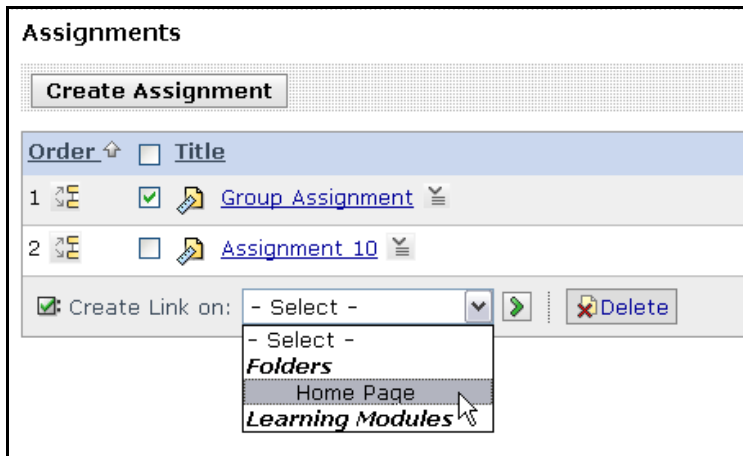 Assignments
Create Assignment
Order Title
1 Group Assignment
2 Assignment 10
Create Link on: - Select - Delete
- Select -
Folders
Home Page
Learning Modules